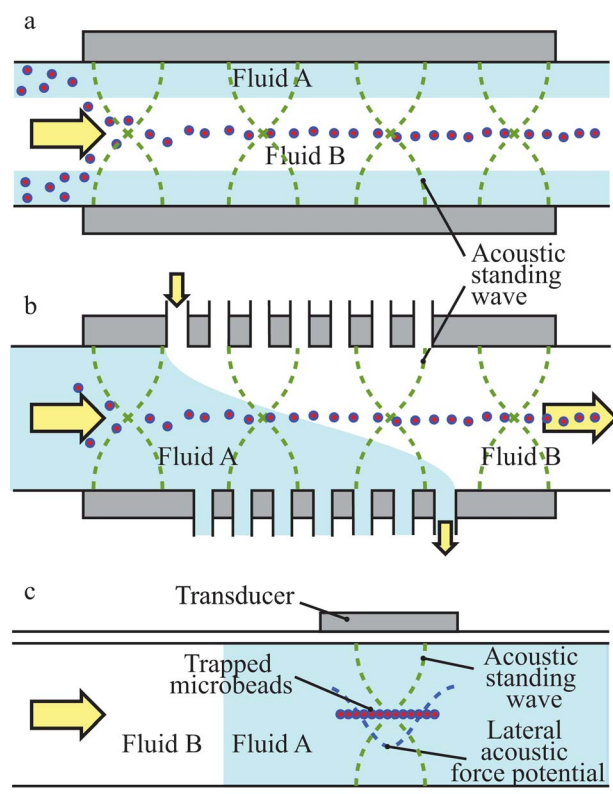 a
Fluid A
Fluid B
Acoustic
standing
wave
b
Fluid A
Fluid B
c
Transducer
Trapped
microbeads
Acoustic
standing
wave
Fluid B
Fluid A
Lateral
acoustic
force potential